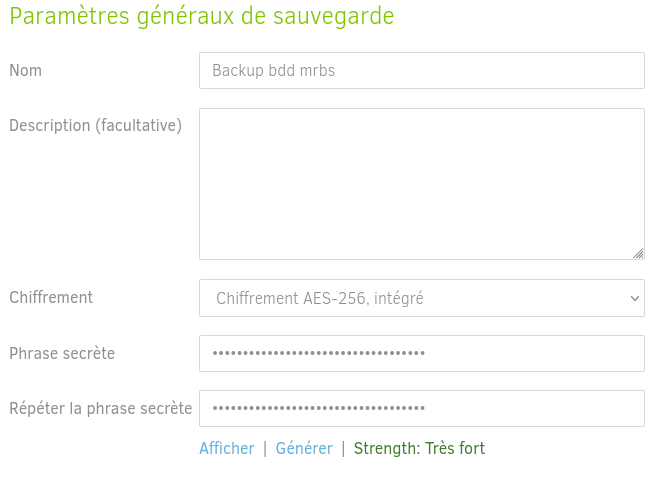 Paramètres généraux de sauvegarde
Nom
Backup bdd mrbs
Description (facultative)
Chiffrement
Chiffrement AES-256, intégré
Phrase secrète
•••••••••••••••••••••••••••••••••••
Répéter la phrase secrète
•••••••••••••••••••••••••••••••••••
Afficher | Générer | Strength: Très fort